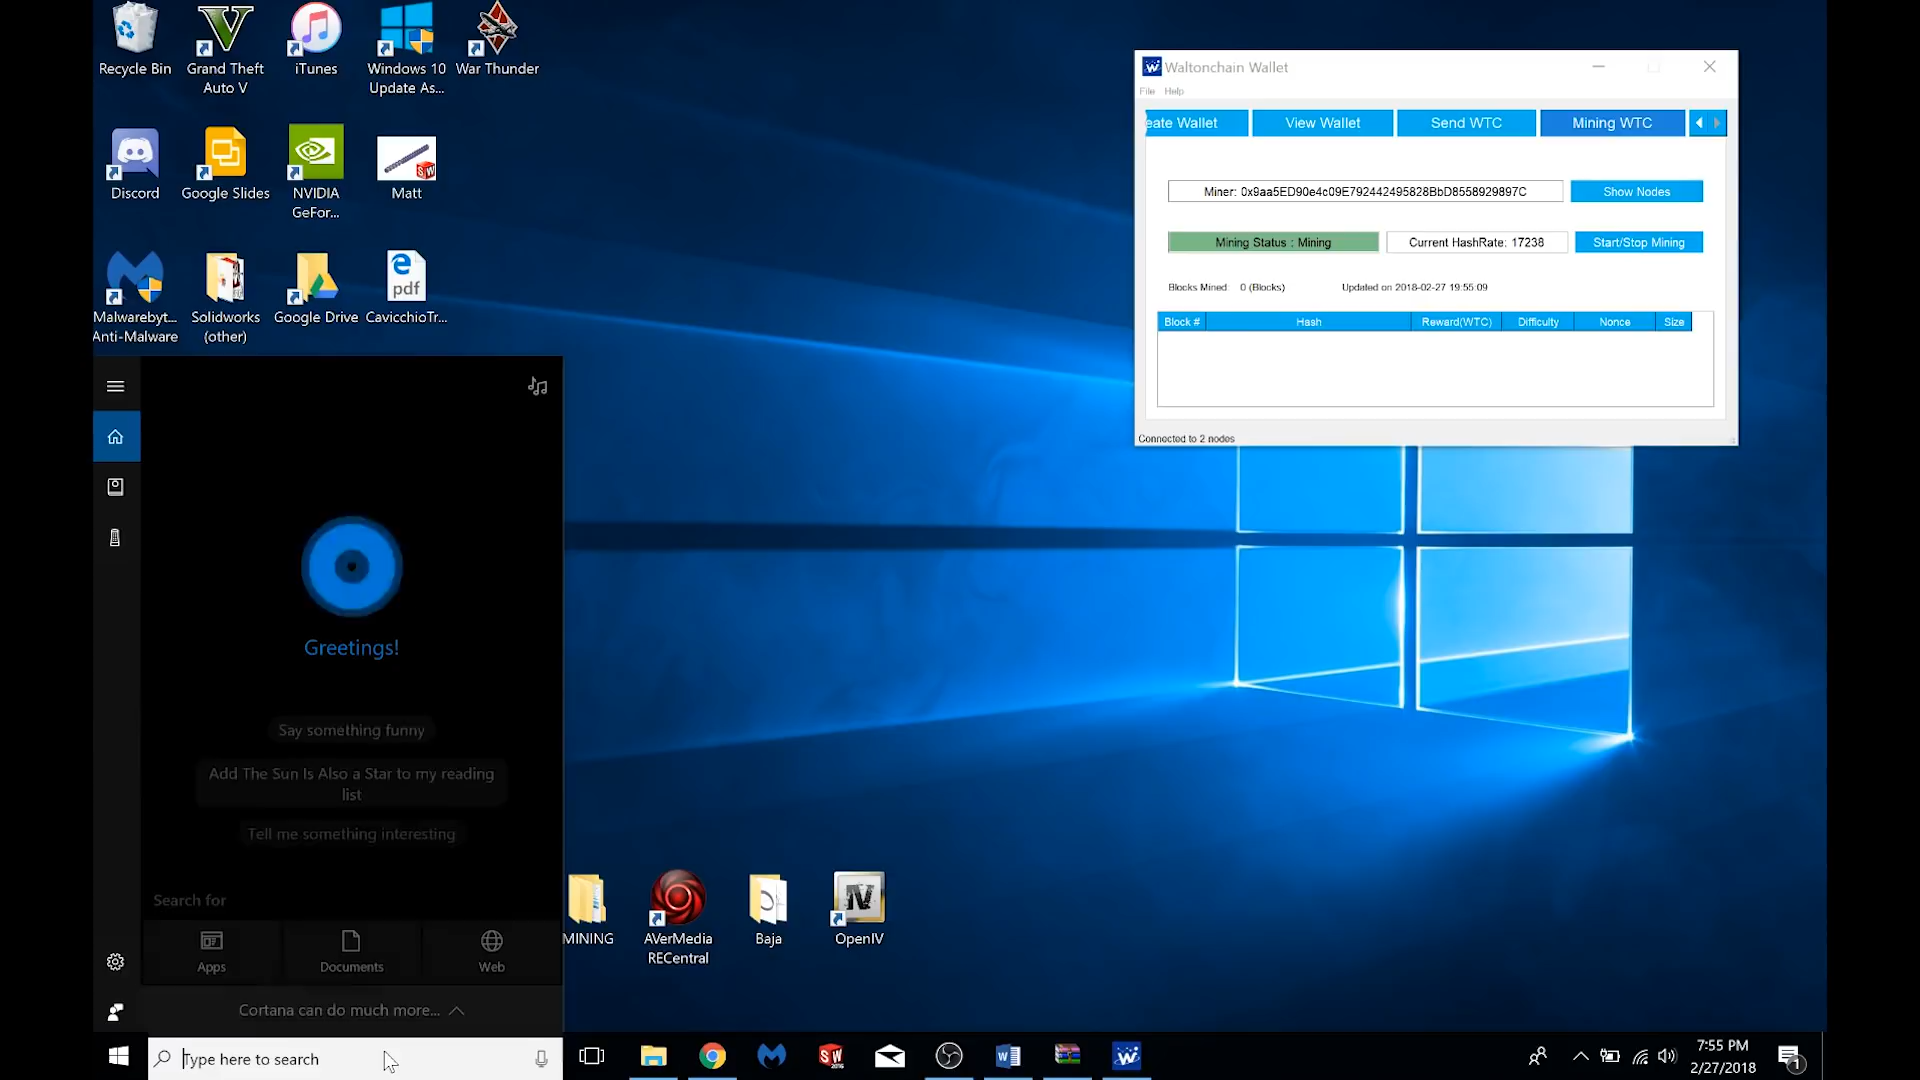 Recycle Bin
Grand Theft
Auto V
iTunes
Windows 10
Update As...
War Thunder
Discord
Google Slides
NVIDIA
GeFor...
Matt
pdf
Malwarebyt...
Anti-Malware
Solidworks
(other)
Google Drive
CavicchioTr...
Waltonchain Wallet
File Help
eate Wallet
View Wallet
Send WTC
Mining WTC
Miner: 0x9aa5ED90e4c09E792442495828BbD8558929897C
Show Nodes
Mining Status : Mining
Current HashRate: 17238
Start/Stop Mining
Blocks Mined: 0 (Blocks)
Updated on 2018-02-27 19:55:09
Block #
Hash
Reward(WTC)
Difficulty
Nonce
Size
Connected to 2 nodes
Greetings!
Say something funny
Add The Sun Is Also a Star to my reading
list
Tell me something interesting
Search for
Apps
Documents
Web
Cortana can do much more...
Type here to search
MINING
AVerMedia
RECentral
Baja
IV
OpenIV
SW
2016
7:55 PM
2/27/2018
1